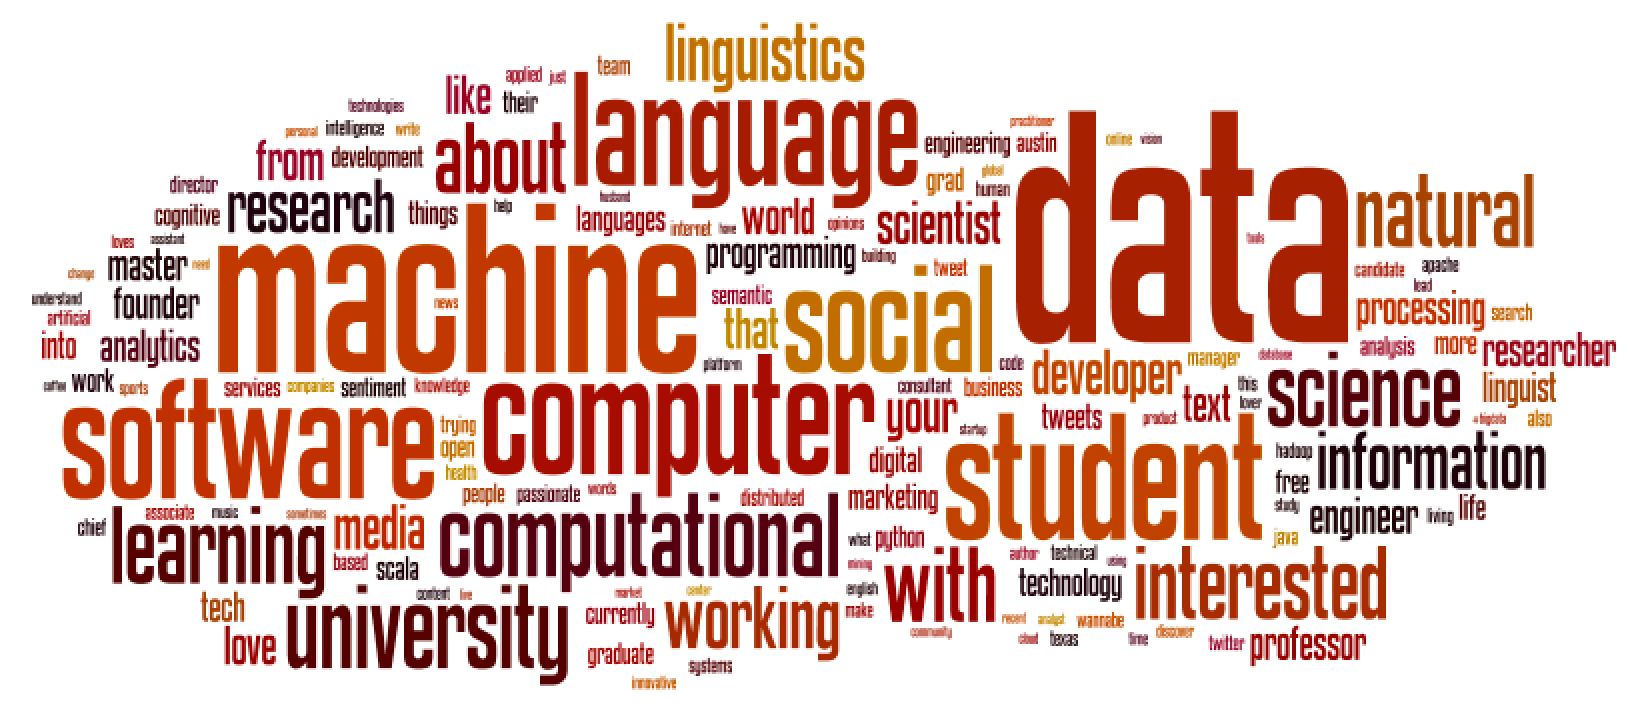 linguistics
team
applied
just
like
their
language
technologies
personal
intelligence
write
from
development
about
engineering
practitioner
austin
data
online
vision
director
cognitive
research
things
help
husband
languages
internet
have
world
opinions
grad
global
human
scientist
natural
loves
assistant
master
need
machine
programming
building
tweet
tools
candidate
apache
lead
change
understand
founder
artificial
news
semantic
that
social
processing
search
into
analytics
platform
code
developer
manager
database
analysis
more
researcher
coffee
work
sports
services
companies
sentiment
knowledge
computer
consultant
business
this
lover
science
linguist
software
trying
open
health
your
startup
tweets
product
text
#bigdata
also
digital
student
hadoop
information
free
people
passionate
words
distributed
marketing
study
engineer
living
life
chief
associate
music
sometimes
learning
media
computational
what
python
java
based
scala
mining
author
technical
using
english
with
technology
interested
tech
content
live
university
market
currently
center
working
make
community
recent
analyst
wannabe
cloud
texas
time
discover
twitter
professor
love
graduate
systems
innovative